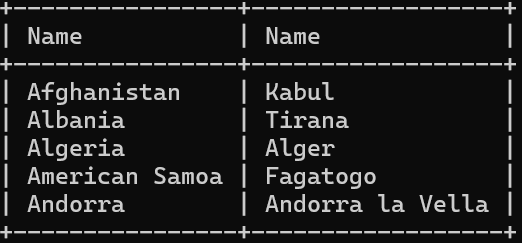 +----------------+------------------+
| Name           | Name             |
+----------------+------------------+
| Afghanistan    | Kabul            |
| Albania        | Tirana           |
| Algeria        | Alger            |
| American Samoa | Fagatogo         |
| Andorra        | Andorra la Vella |
+----------------+------------------+